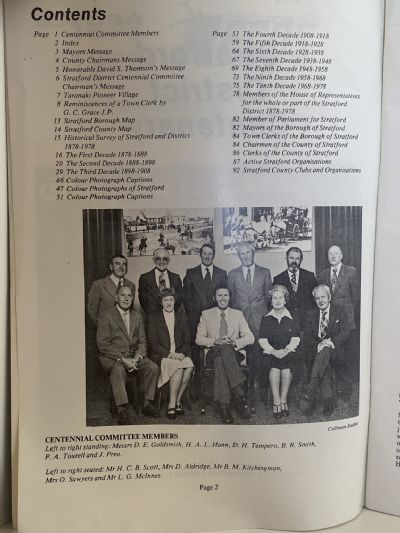 Contents
Page 1 Centennial Committee Members
2 Index
3 Mayors Message
4 County Chairmans Message
5 Honorable David S. Thomson's Message
6 Stratford District Centennial Committee
Chairman's Message
7 Taranaki Pioneer Village
8 Reminiscences of a Town Clerk by
G. C. Grace J.P.
13 Stratford Borough Map
14 Stratford County Map
15 Historical Survey of Stratford and District
1878-1978
16 The First Decade 1878-1888
20 The Second Decade 1888-1898
29 The Third Decade 1898-1908
46 Colour Photograph Captions
47 Colour Photographs of Stratford
51 Colour Photograph Captions
Page 53 The Fourth Decade 1908-1918
59 The Fifth Decade 1918-1928
64 The Sixth Decade 1928-1938
67 The Seventh Decade 1938-1948
69 The Eighth Decade 1948-1958
73 The Ninth Decade 1958-1968
75 The Tenth Decade 1968-1978
78 Members of the House of Representatives
for the whole or part of the Stratford
District 1878-1978
82 Member of Parliament for Stratford
82 Mayors of the Borough of Stratford
84 Town Clerks of the Borough of Stratford
84 Chairmen of the County of Stratford
86 Clerks of the County of Stratford
87 Active Stratford Organisations
92 Stratford County Clubs and Organisations
CENTENNIAL COMMITTEE MEMBERS
Left to right standing: Messrs D. E. Goldsmith, H. A. L. Hann, D. H. Tempero, B. R. Smith,
P. A. Tourell and J. Preo.
Left to right seated: Mr H. C. B. Scott, Mrs D. Aldridge, Mr B. M. Kitchingman,
Mrs O. Sawyers and Mr L. G. McInnes.
Page 2